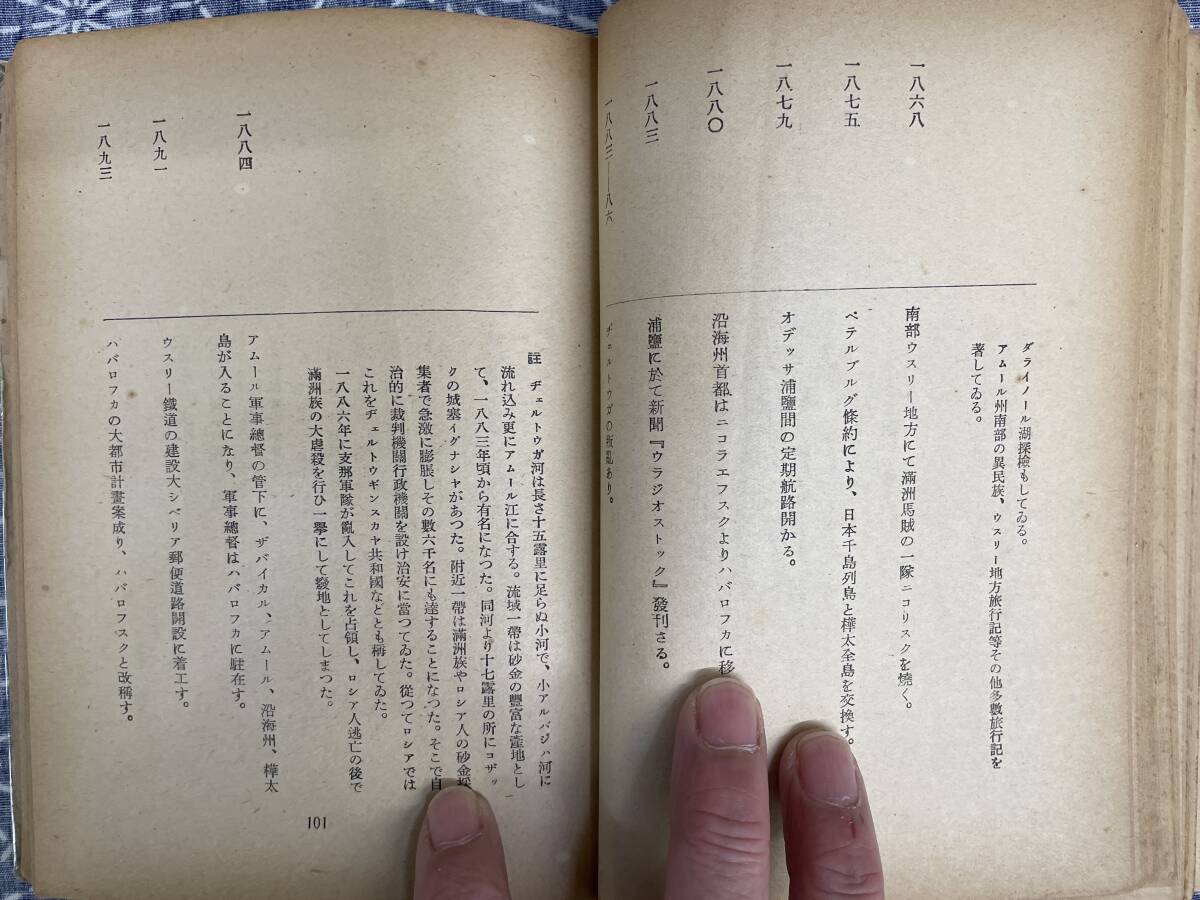 ダライノール湖探檢もしてゐる。
アムール州南部の異民族、ウスリー地方旅行記等その他多數旅行記を
著してゐる。
一八六八
南部ウスリー地方にて滿洲馬賊の一隊ニコリスクを燒く。
一八七五
ペテルブルグ條約により、日本千島列島と樺太全島を交換す。
一八七九
オデッサ浦鹽間の定期航路開かる。
一八八〇
沿海州首都はニコラエフスクよりハバロフカに移
一八八三
浦鹽に於て新聞『ウラジオストック』發刊さる。
一八八三—八六
ヂェルトウガの叛亂あり。
註 ヂェルトウガ河は長さ十五露里に足らぬ小河で、小アルバジハ河に
流れ込み更にアムール江に合する。流域一帶は砂金の豐富な產地とし
て、一八八三年頃から有名になつた。同河より十七露里の所にコザッ
クの城塞イグナシャがあつた。附近一帶は滿洲族やロシア人の砂金採
集者で急激に膨脹しその數六千名にも達することになつた。そこで自
治的に裁判機關行政機關を設け治安に當つてゐた。從つてロシアでは
これをヂェルトウギンスカヤ共和國などとも稱してゐた。
一八八六年に支那軍隊が亂入してこれを占領し、ロシア人逃亡の後で
滿洲族の大虐殺を行ひ一擧にして癈地としてしまつた。
一八八四
アムール軍事總督の管下に、ザバイカル、アムール、沿海州、樺太
島が入ることになり、軍事總督はハバロフカに駐在す。
一八九一
ウスリー鐵道の建設大シベリア郵便道路開設に着工す。
一八九三
ハバロフカの大都市計畫案成り、ハバロフスクと改稱す。
101